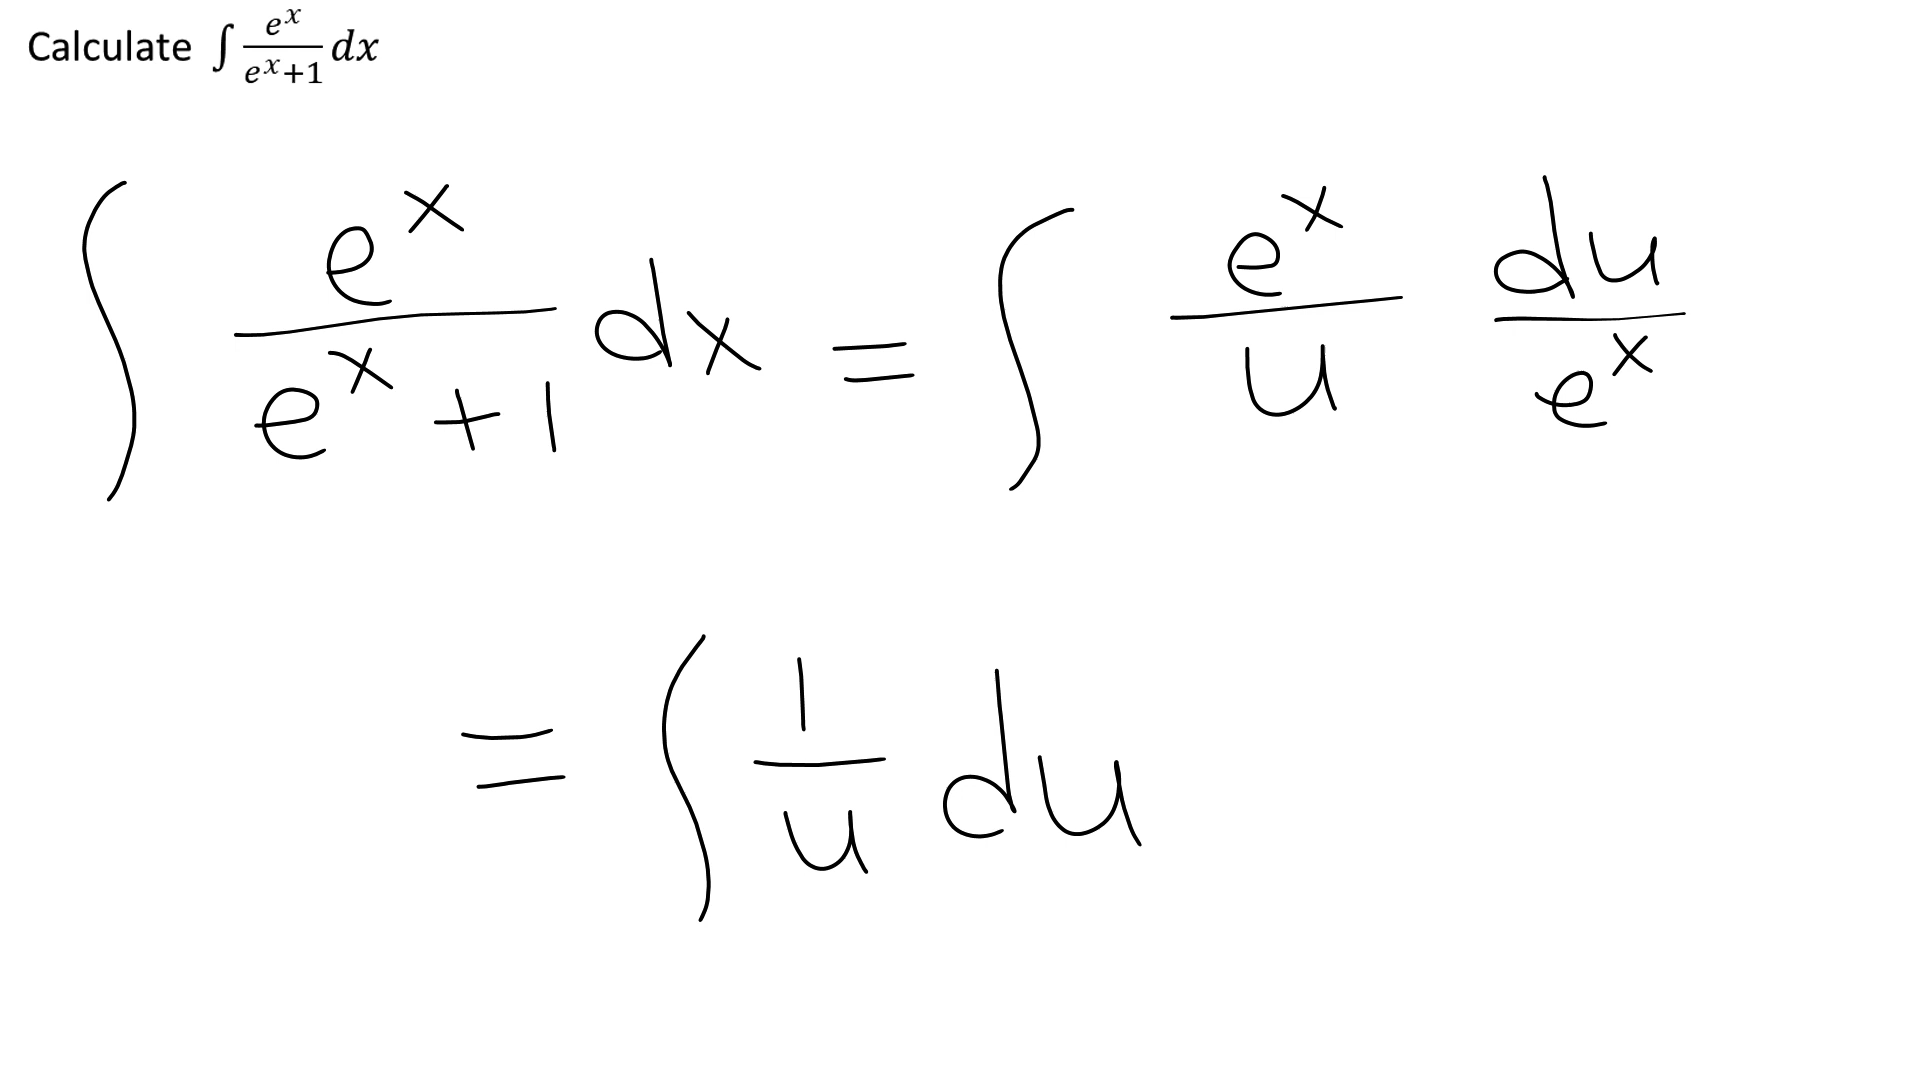 Calculate ∫ eˣ/(eˣ+1) dx
∫ eˣ/(eˣ+1) dx = ∫ eˣ/u du/eˣ
= ∫ 1/u du